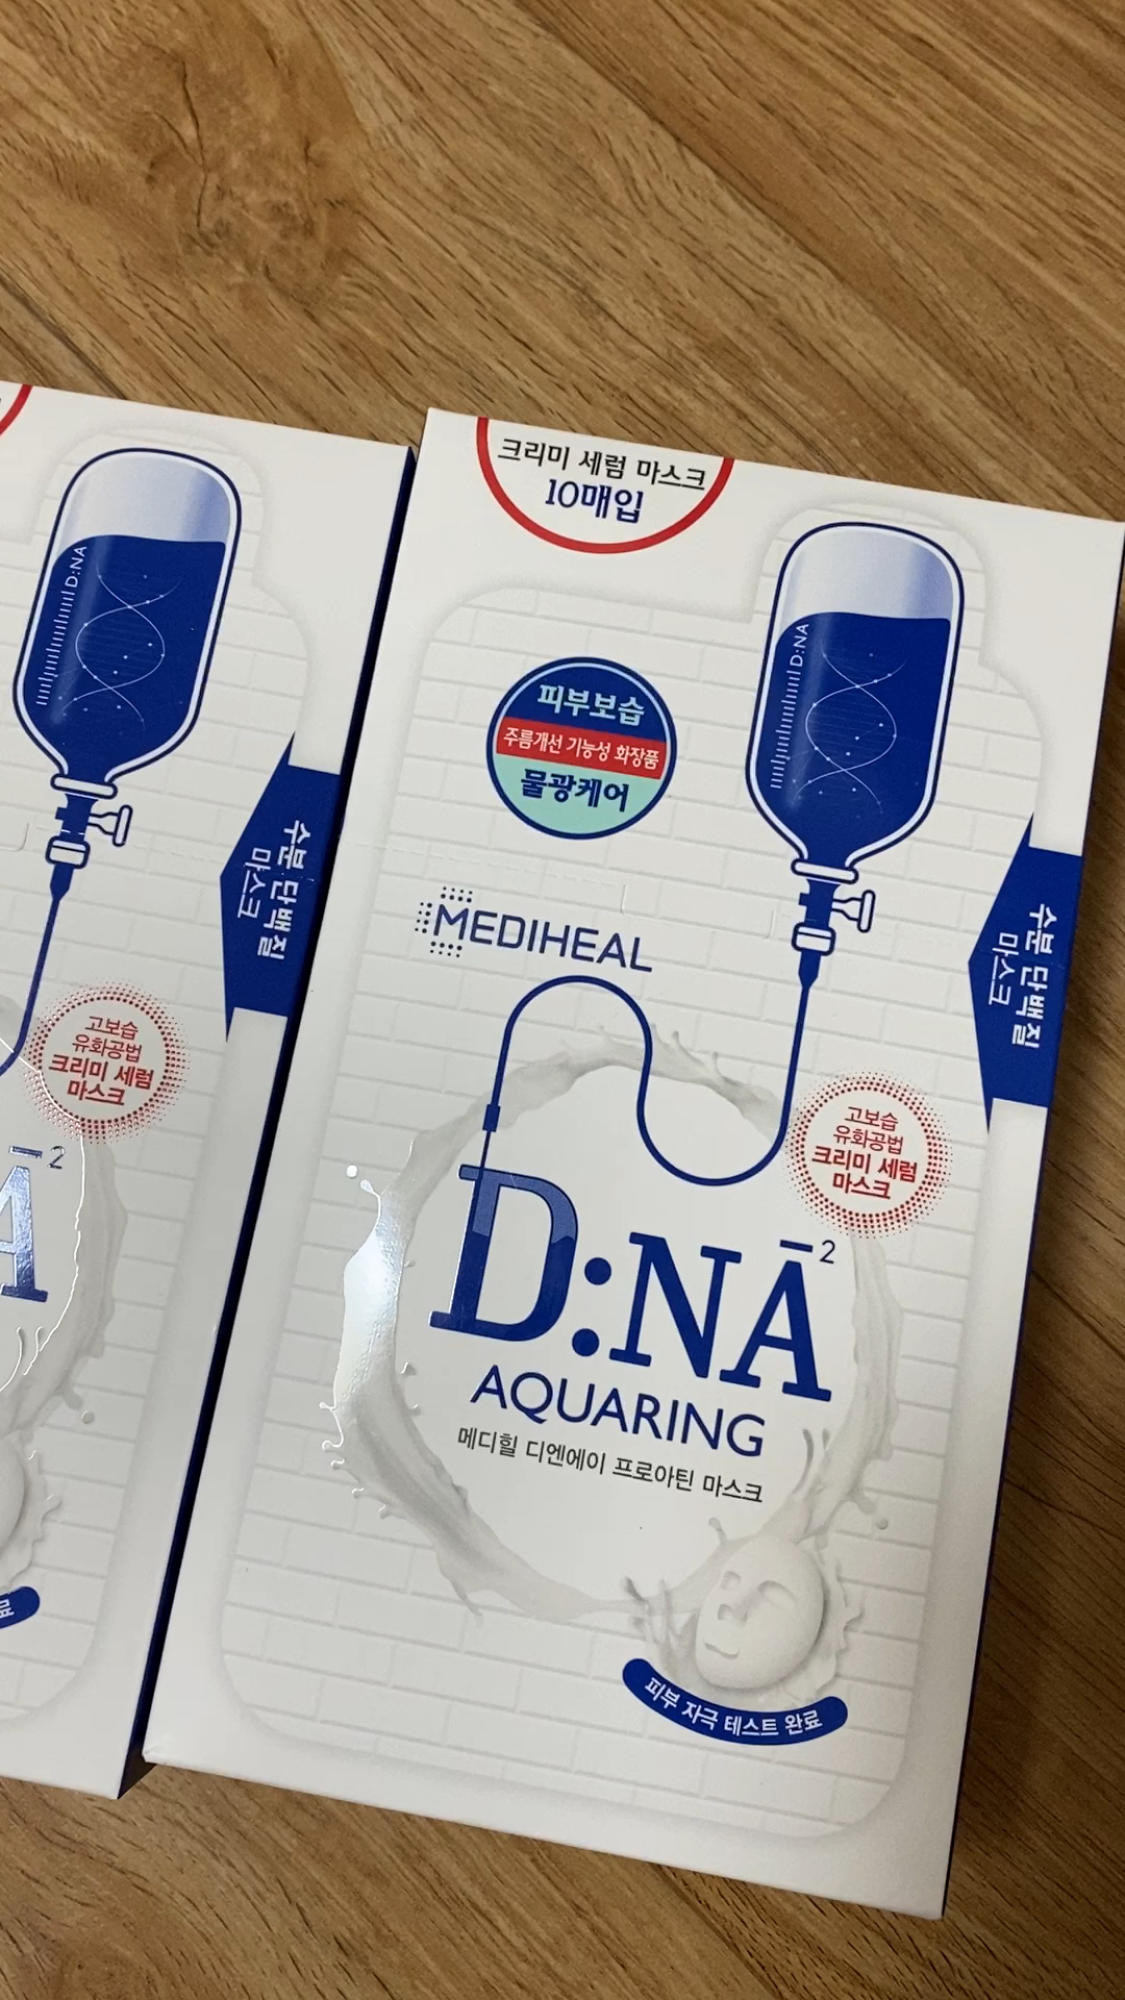 D:NA
수분 단백질
마스크
고보습
유화공법
크리미 세럼
마스크
Ā²
료
크리미 세럼 마스크
10매입
D:NA
피부보습
주름개선 기능성 화장품
물광케어
MEDIHEAL
수분 단백질
마스크
고보습
유화공법
크리미 세럼
마스크
D:NĀ²
AQUARING
메디힐 디엔에이 프로아틴 마스크
피부 자극 테스트 완료